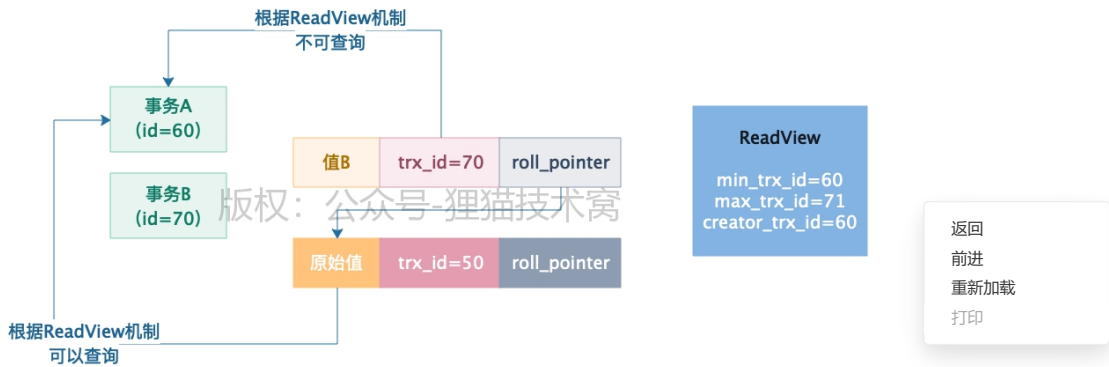 根据ReadView机制
不可查询
事务A
（id=60）
值B
trx_id=70
roll_pointer
事务B
（id=70）
版权：公众号-狸猫技术窝
原始值
trx_id=50
roll_pointer
根据ReadView机制
可以查询
ReadView
min_trx_id=60
max_trx_id=71
creator_trx_id=60
返回
前进
重新加载
打印